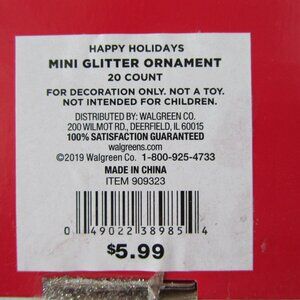 HAPPY HOLIDAYS
MINI GLITTER ORNAMENT
20 COUNT
FOR DECORATION ONLY. NOT A TOY.
NOT INTENDED FOR CHILDREN.
DISTRIBUTED BY: WALGREEN CO.
200 WILMOT RD., DEERFIELD, IL 60015
100% SATISFACTION GUARANTEED
walgreens.com
©2019 Walgreen Co. 1-800-925-4733
MADE IN CHINA
ITEM 909323
0 49022 38985 4
$5.99